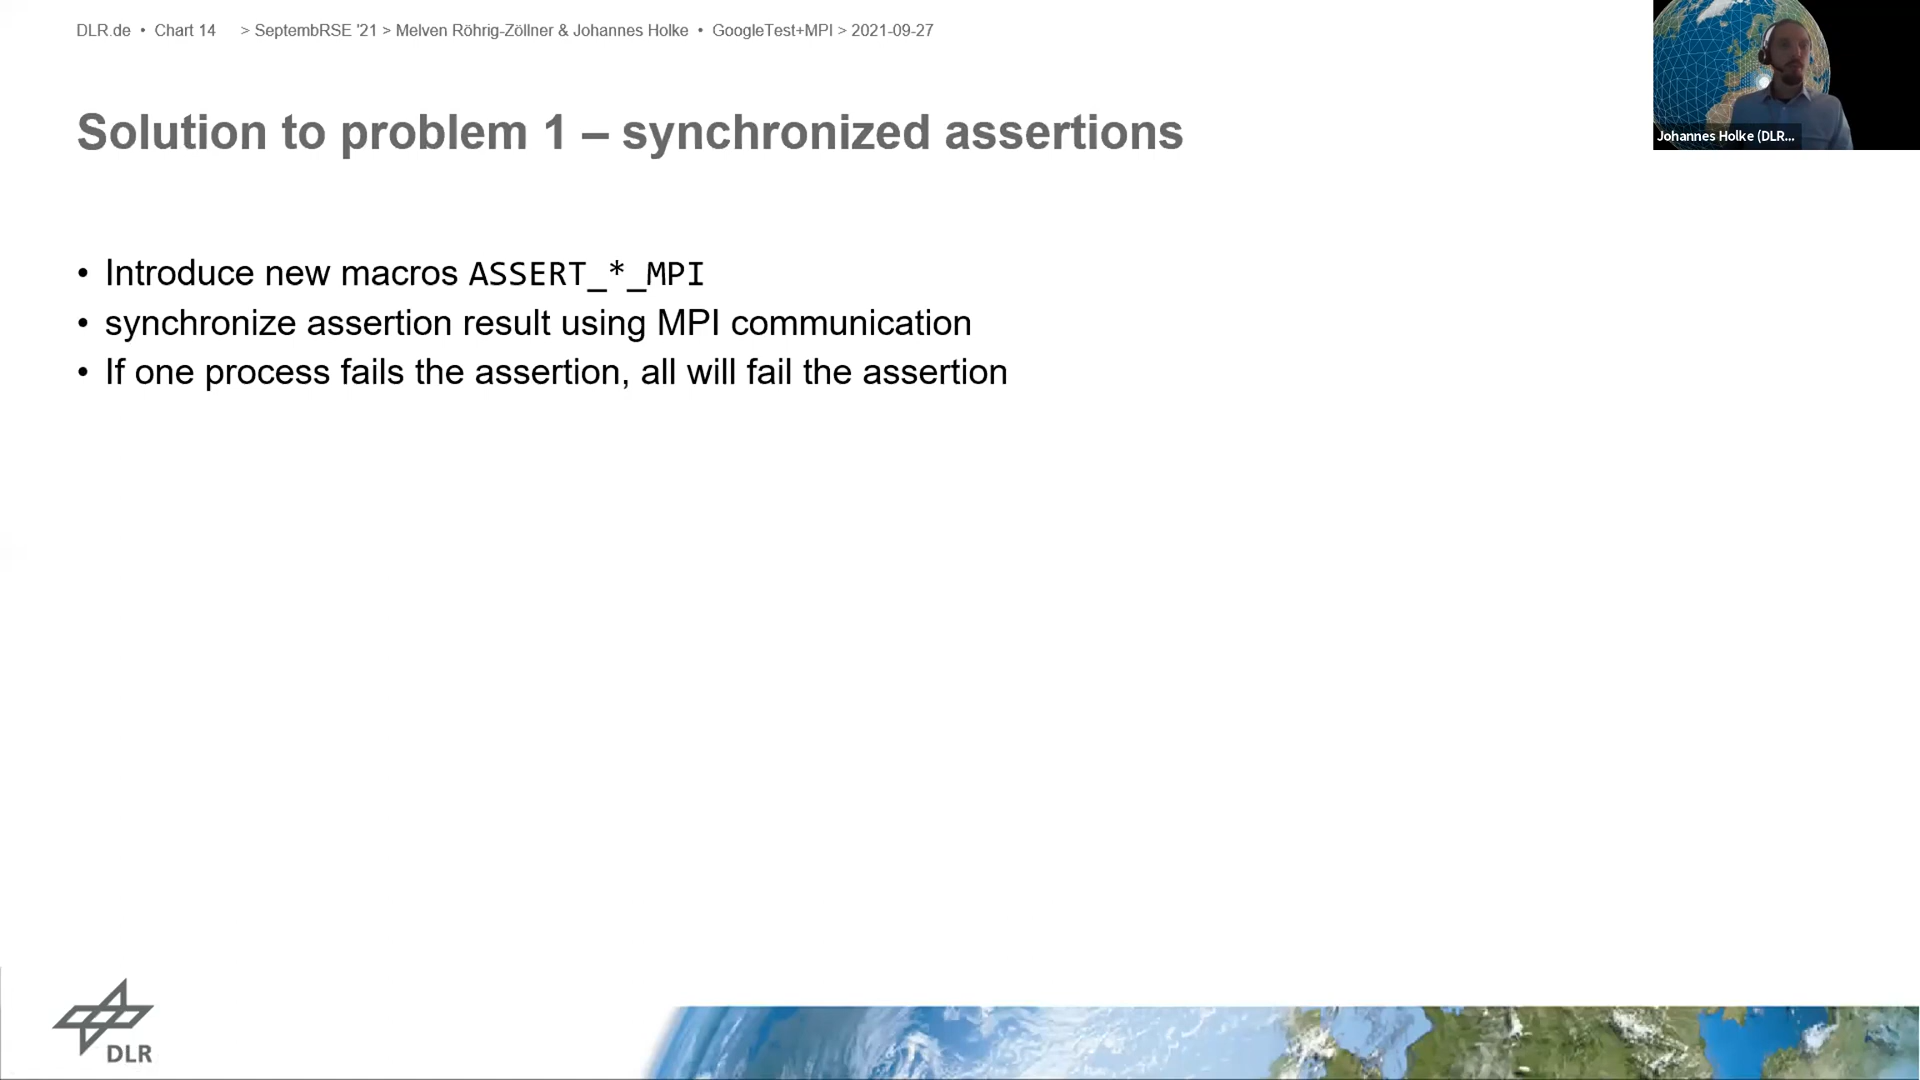 DLR.de • Chart 14 > SeptembRSE '21 > Melven Röhrig-Zöllner & Johannes Holke • GoogleTest+MPI > 2021-09-27
Johannes Holke (DLR...
Solution to problem 1 – synchronized assertions
• Introduce new macros ASSERT_*_MPI
• synchronize assertion result using MPI communication
• If one process fails the assertion, all will fail the assertion
DLR